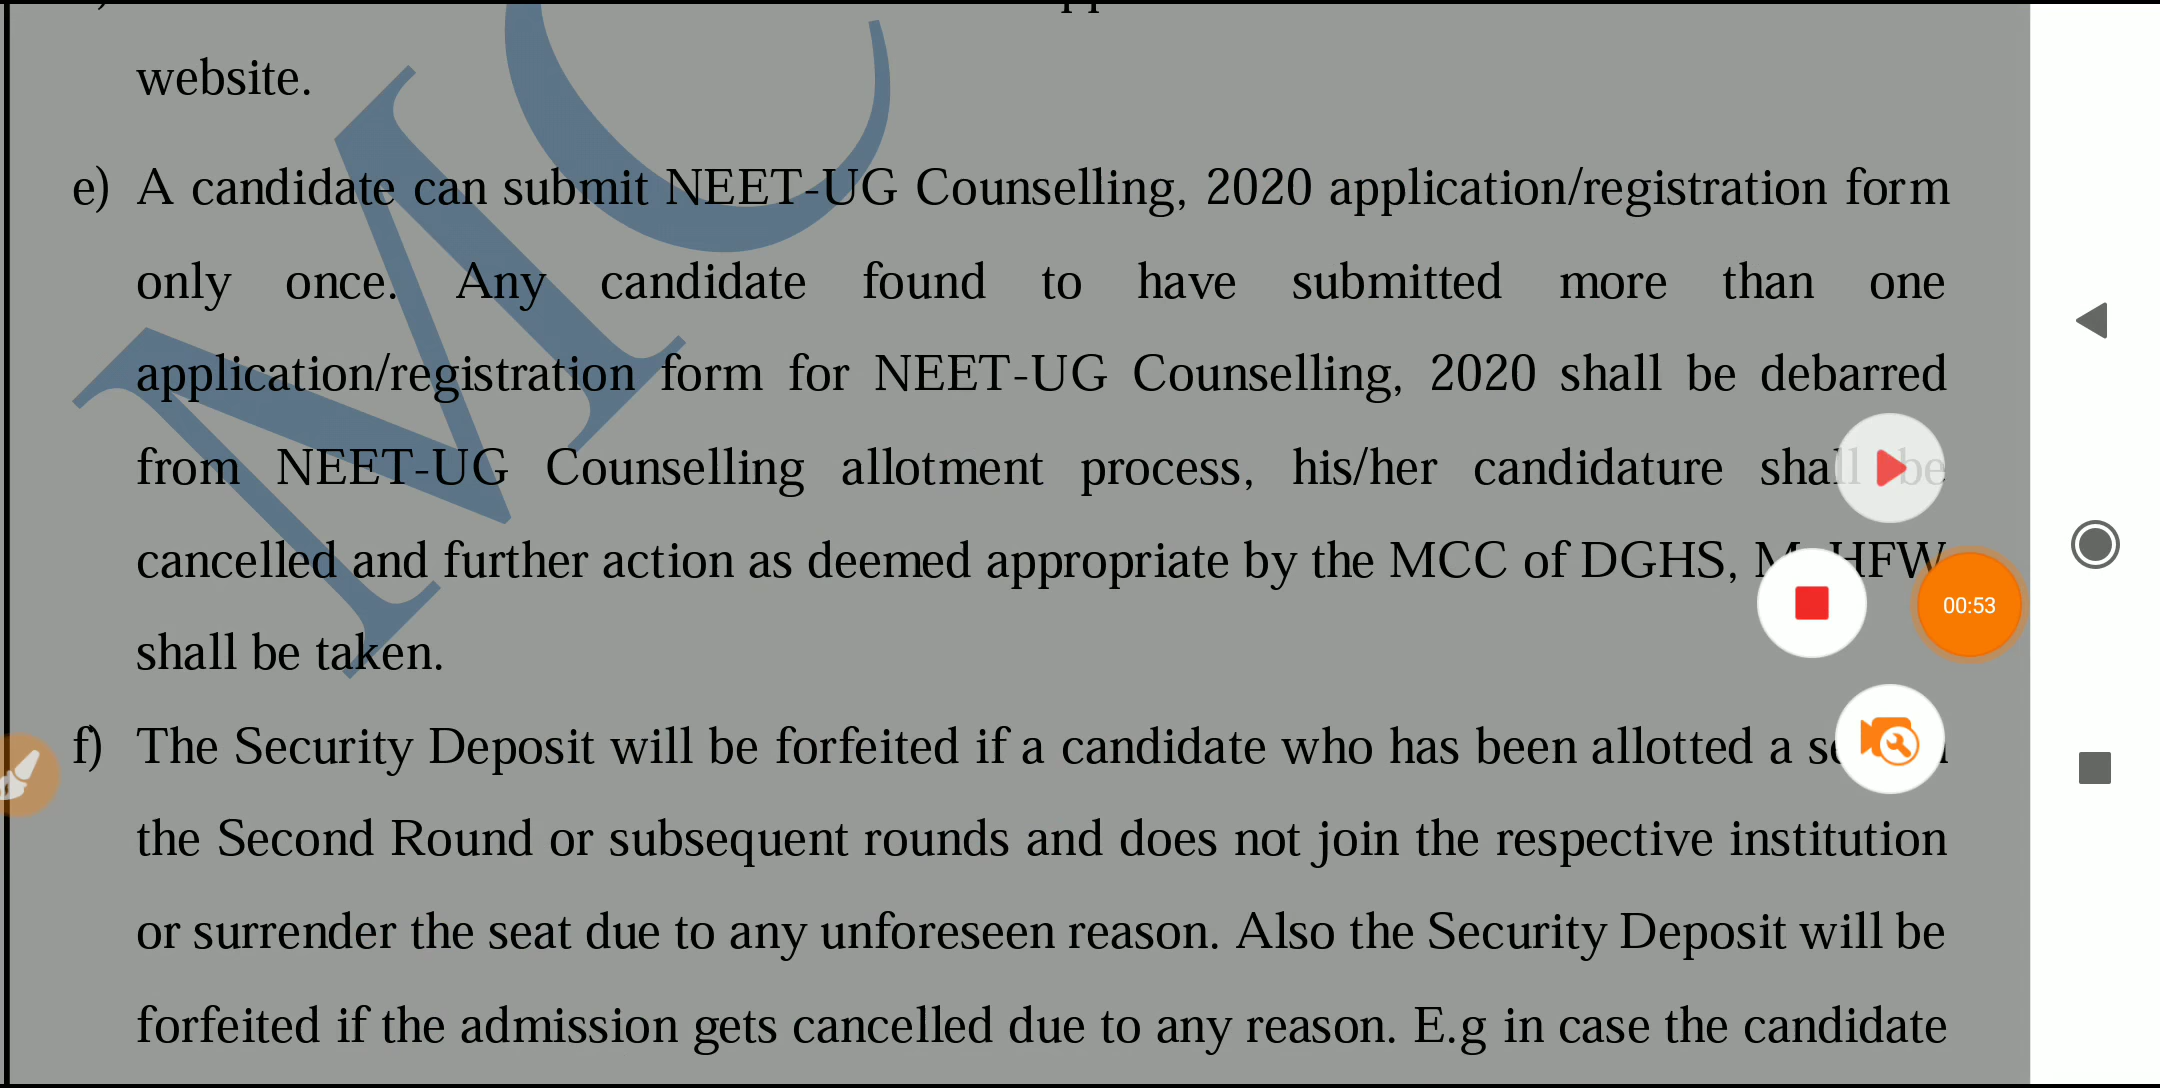 website.
e) A candidate can submit NEET-UG Counselling, 2020 application/registration form
only once. Any candidate found to have submitted more than one
application/registration form for NEET-UG Counselling, 2020 shall be debarred
from NEET-UG Counselling allotment process, his/her candidature shall be
cancelled and further action as deemed appropriate by the MCC of DGHS,
shall be taken.
00:53
f) The Security Deposit will be forfeited if a candidate who has been allotted a
the Second Round or subsequent rounds and does not join the respective institution
or surrender the seat due to any unforeseen reason. Also the Security Deposit will be
forfeited if the admission gets cancelled due to any reason. E.g in case the candidate
MC